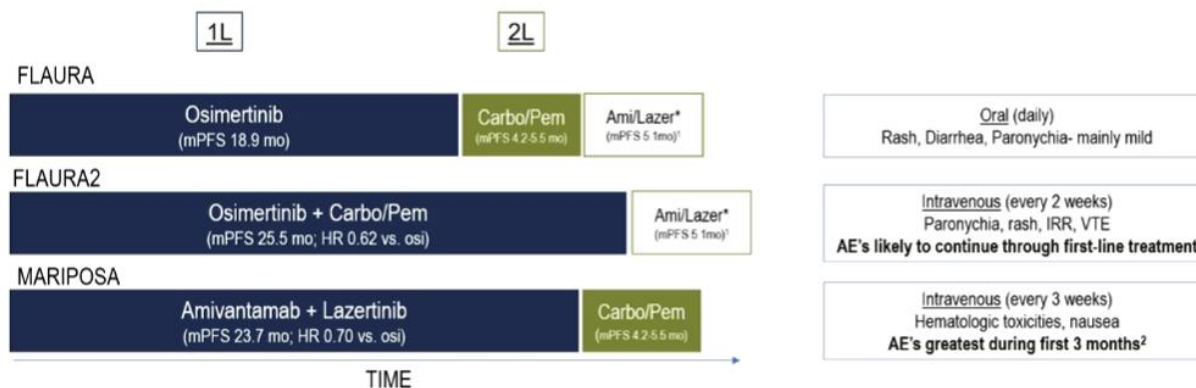 1L
2L
FLAURA
Osimertinib
(mPFS 18.9 mo)
Carbo/Pem
(mPFS 4.2-5.5 mo)
Ami/Lazer*
(mPFS 5 1mo)¹
Oral (daily)
Rash, Diarrhea, Paronychia- mainly mild
FLAURA2
Osimertinib + Carbo/Pem
(mPFS 25.5 mo; HR 0.62 vs. osi)
Ami/Lazer*
(mPFS 5 1mo)¹
Intravenous (every 2 weeks)
Paronychia, rash, IRR, VTE
AE's likely to continue through first-line treatment
MARIPOSA
Amivantamab + Lazertinib
(mPFS 23.7 mo; HR 0.70 vs. osi)
Carbo/Pem
(mPFS 4.2-5.5 mo)
Intravenous (every 3 weeks)
Hematologic toxicities, nausea
AE's greatest during first 3 months²
TIME